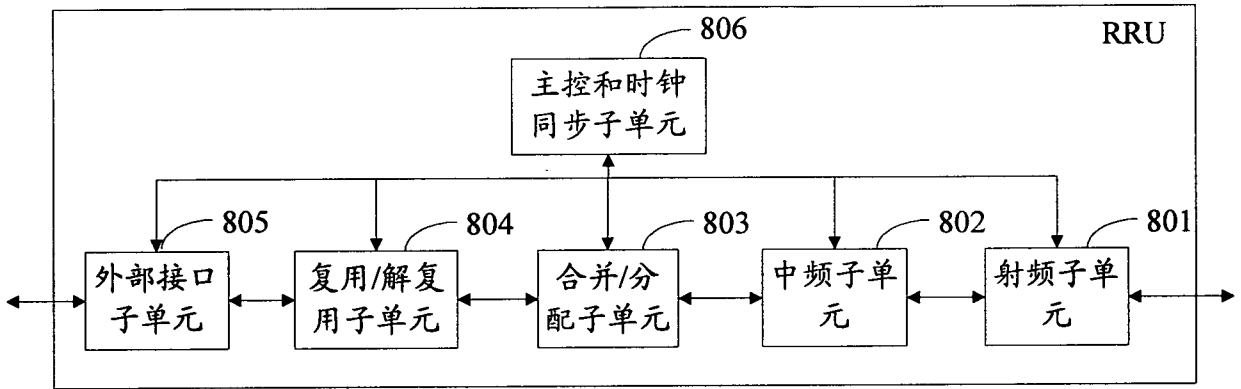 806
RRU
主控和时钟
同步子单元
805
804
803
802
801
外部接口
子单元
复用/解复
用子单元
合并/分
配子单元
中频子单
元
射频子单
元